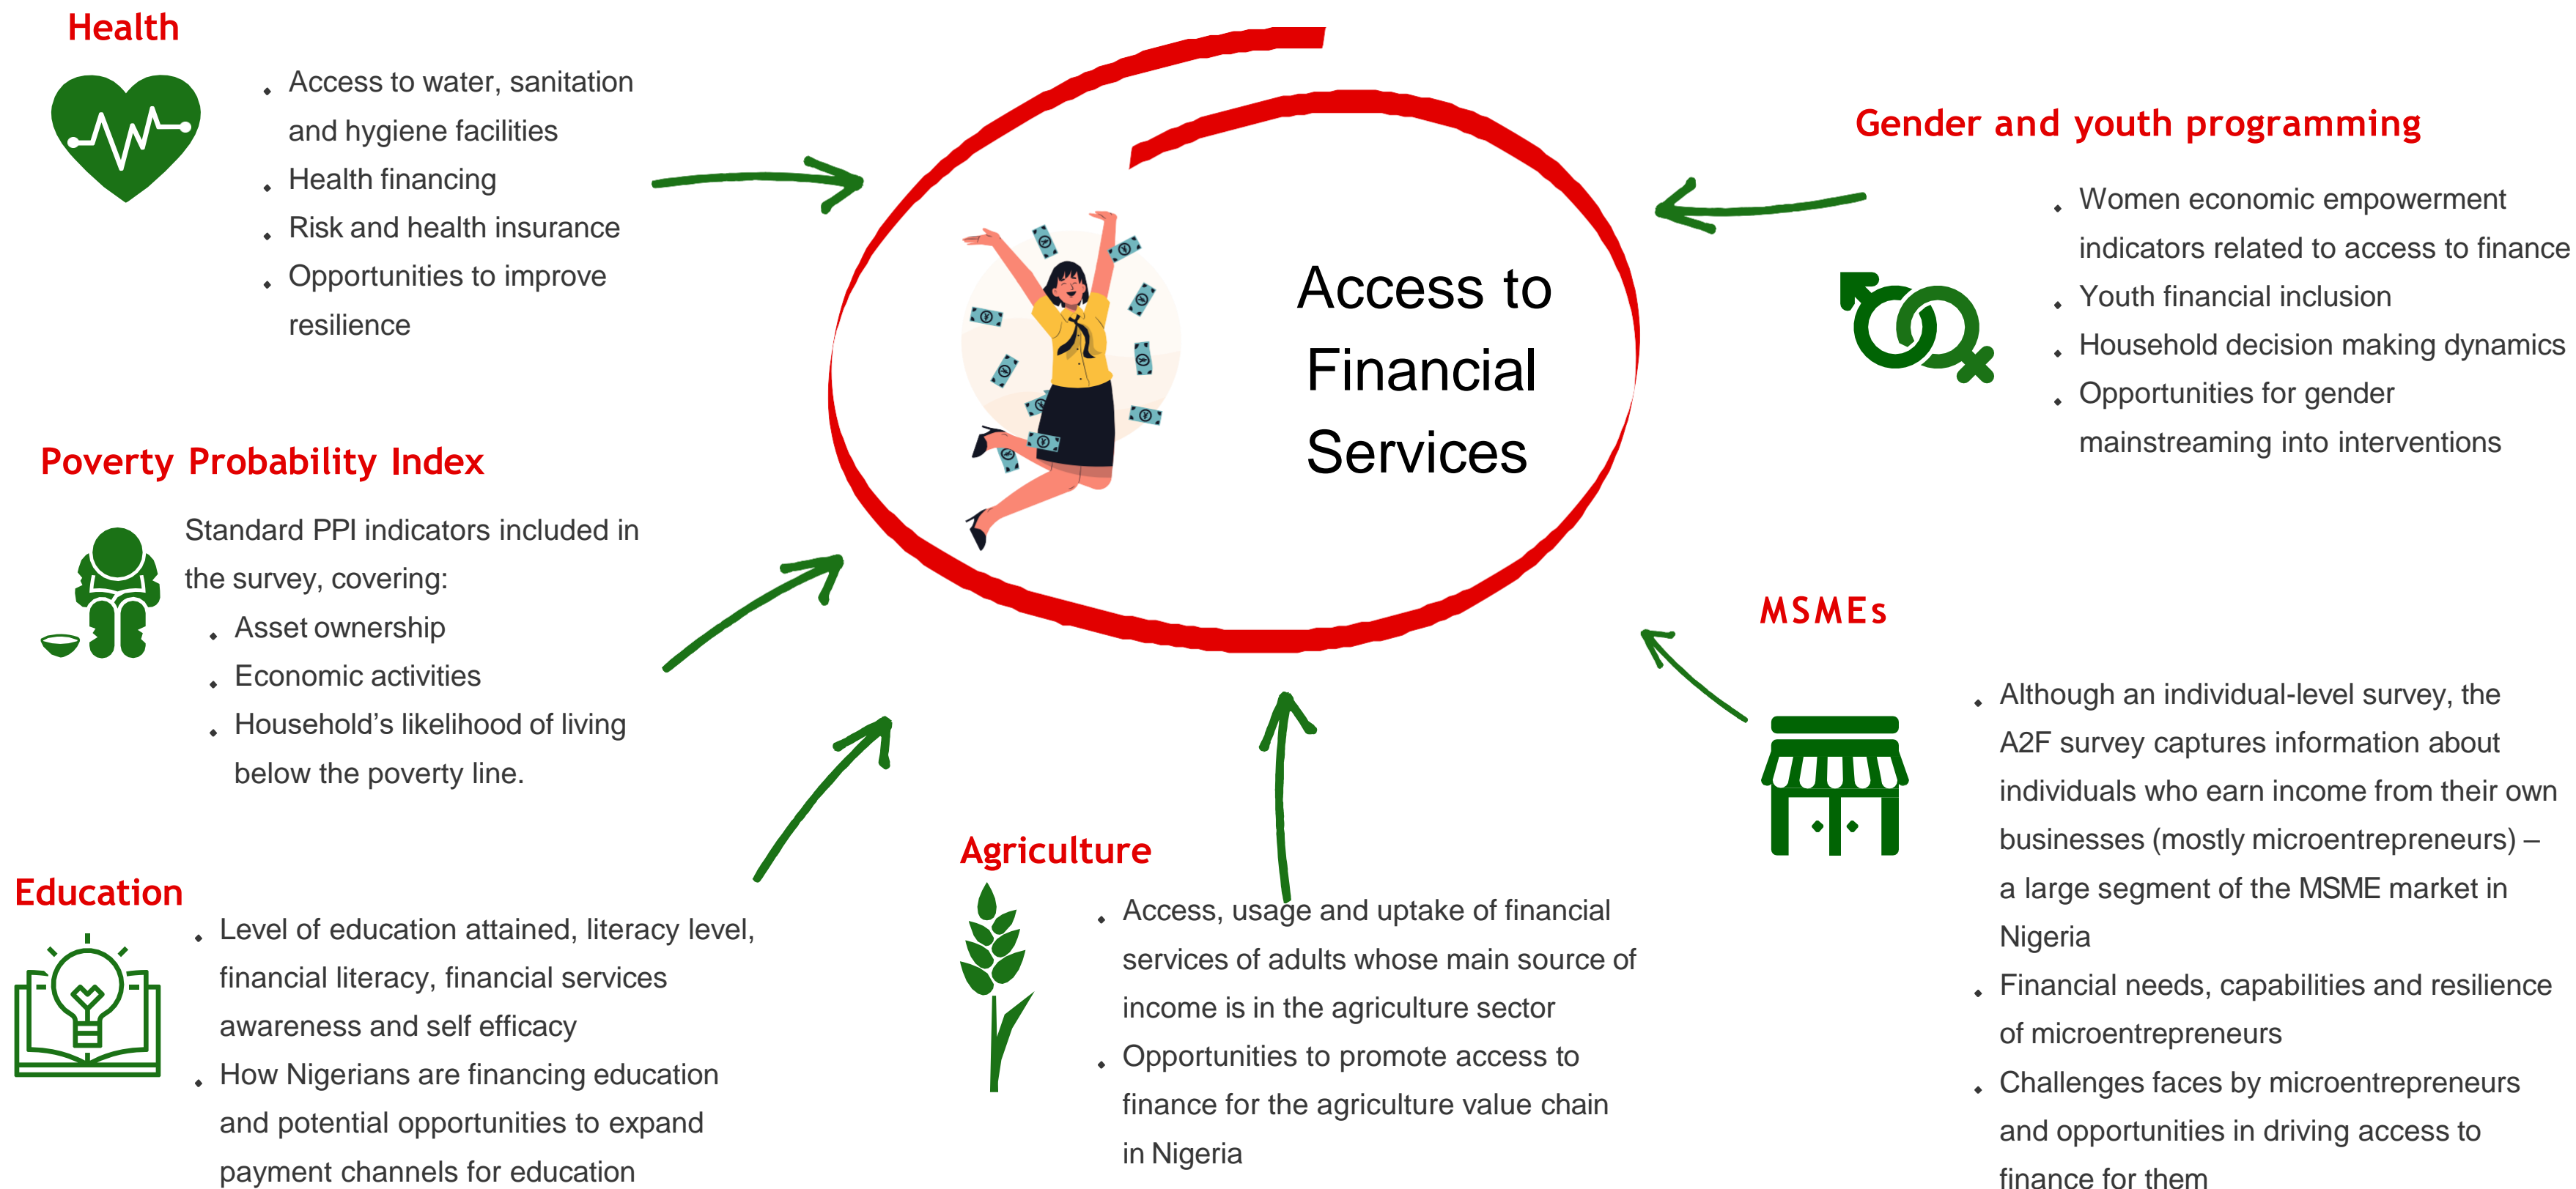 Health
• Access to water, sanitation
and hygiene facilities
• Health financing
• Risk and health insurance
• Opportunities to improve
resilience
Poverty Probability Index
Standard PPI indicators included in
the survey, covering:
• Asset ownership
• Economic activities
• Household’s likelihood of living
below the poverty line.
Education
• Level of education attained, literacy level,
financial literacy, financial services
awareness and self efficacy
• How Nigerians are financing education
and potential opportunities to expand
payment channels for education
Access to
Financial
Services
Agriculture
• Access, usage and uptake of financial
services of adults whose main source of
income is in the agriculture sector
• Opportunities to promote access to
finance for the agriculture value chain
in Nigeria
Gender and youth programming
• Women economic empowerment
indicators related to access to finance
• Youth financial inclusion
• Household decision making dynamics
• Opportunities for gender
mainstreaming into interventions
MSMEs
• Although an individual-level survey, the
A2F survey captures information about
individuals who earn income from their own
businesses (mostly microentrepreneurs) –
a large segment of the MSME market in
Nigeria
• Financial needs, capabilities and resilience
of microentrepreneurs
• Challenges faces by microentrepreneurs
and opportunities in driving access to
finance for them